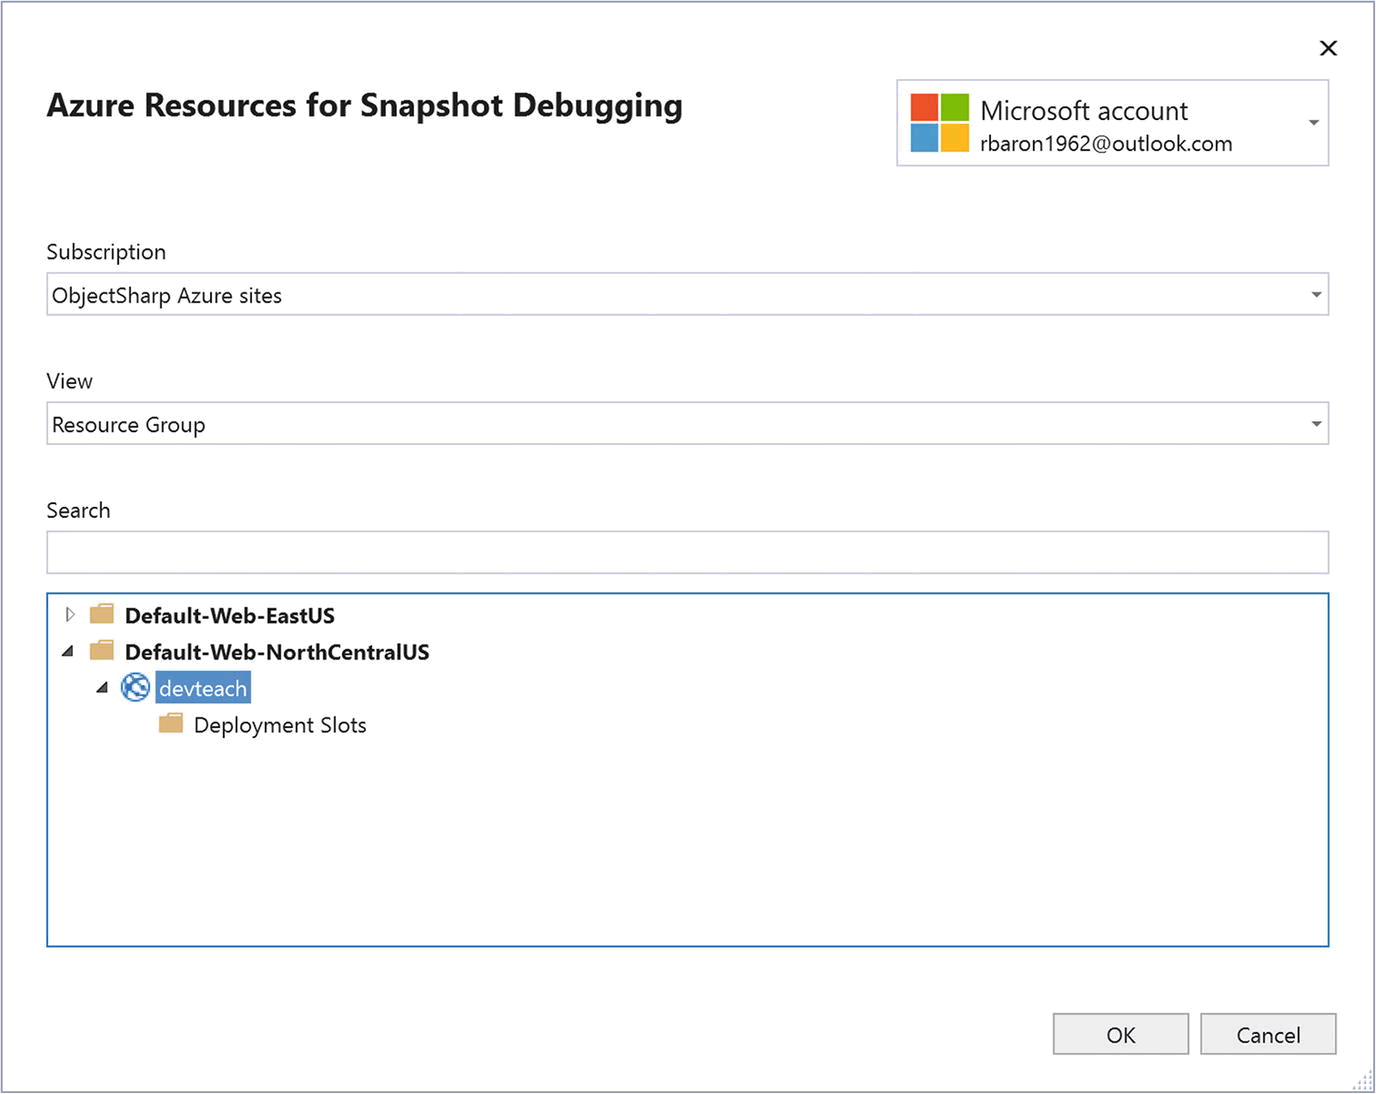 Azure Resources for Snapshot Debugging
Microsoft account
rbaron1962@outlook.com
Subscription
ObjectSharp Azure sites
View
Resource Group
Search
Default-Web-EastUS
Default-Web-NorthCentralUS
devteach
Deployment Slots
OK
Cancel